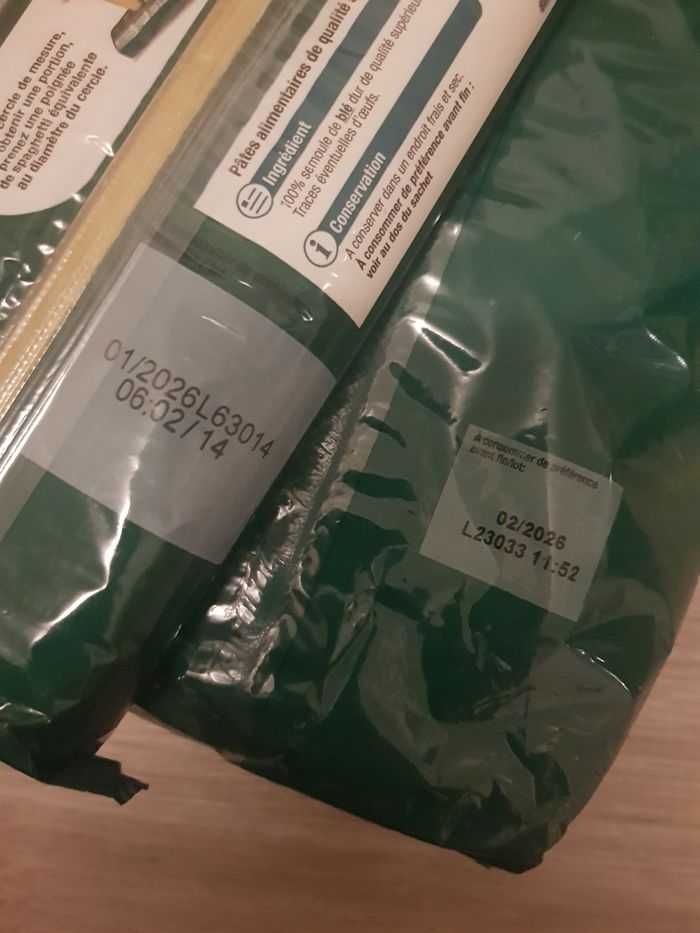 cercle de mesure,
obtenir une portion,
prenez une poignée
de spaghetti équivalente
au diamètre du cercle.
Pâtes alimentaires de qualité
Ingrédient
100% semoule de blé dur de qualité supérieure
Traces éventuelles d'œufs.
Conservation
A conserver dans un endroit frais et sec.
À consommer de préférence avant fin :
voir au dos du sachet
01/2026L63014
06:02/14
A consommer de préférence
avant fin/lot:
02/2026
L23033 11:52